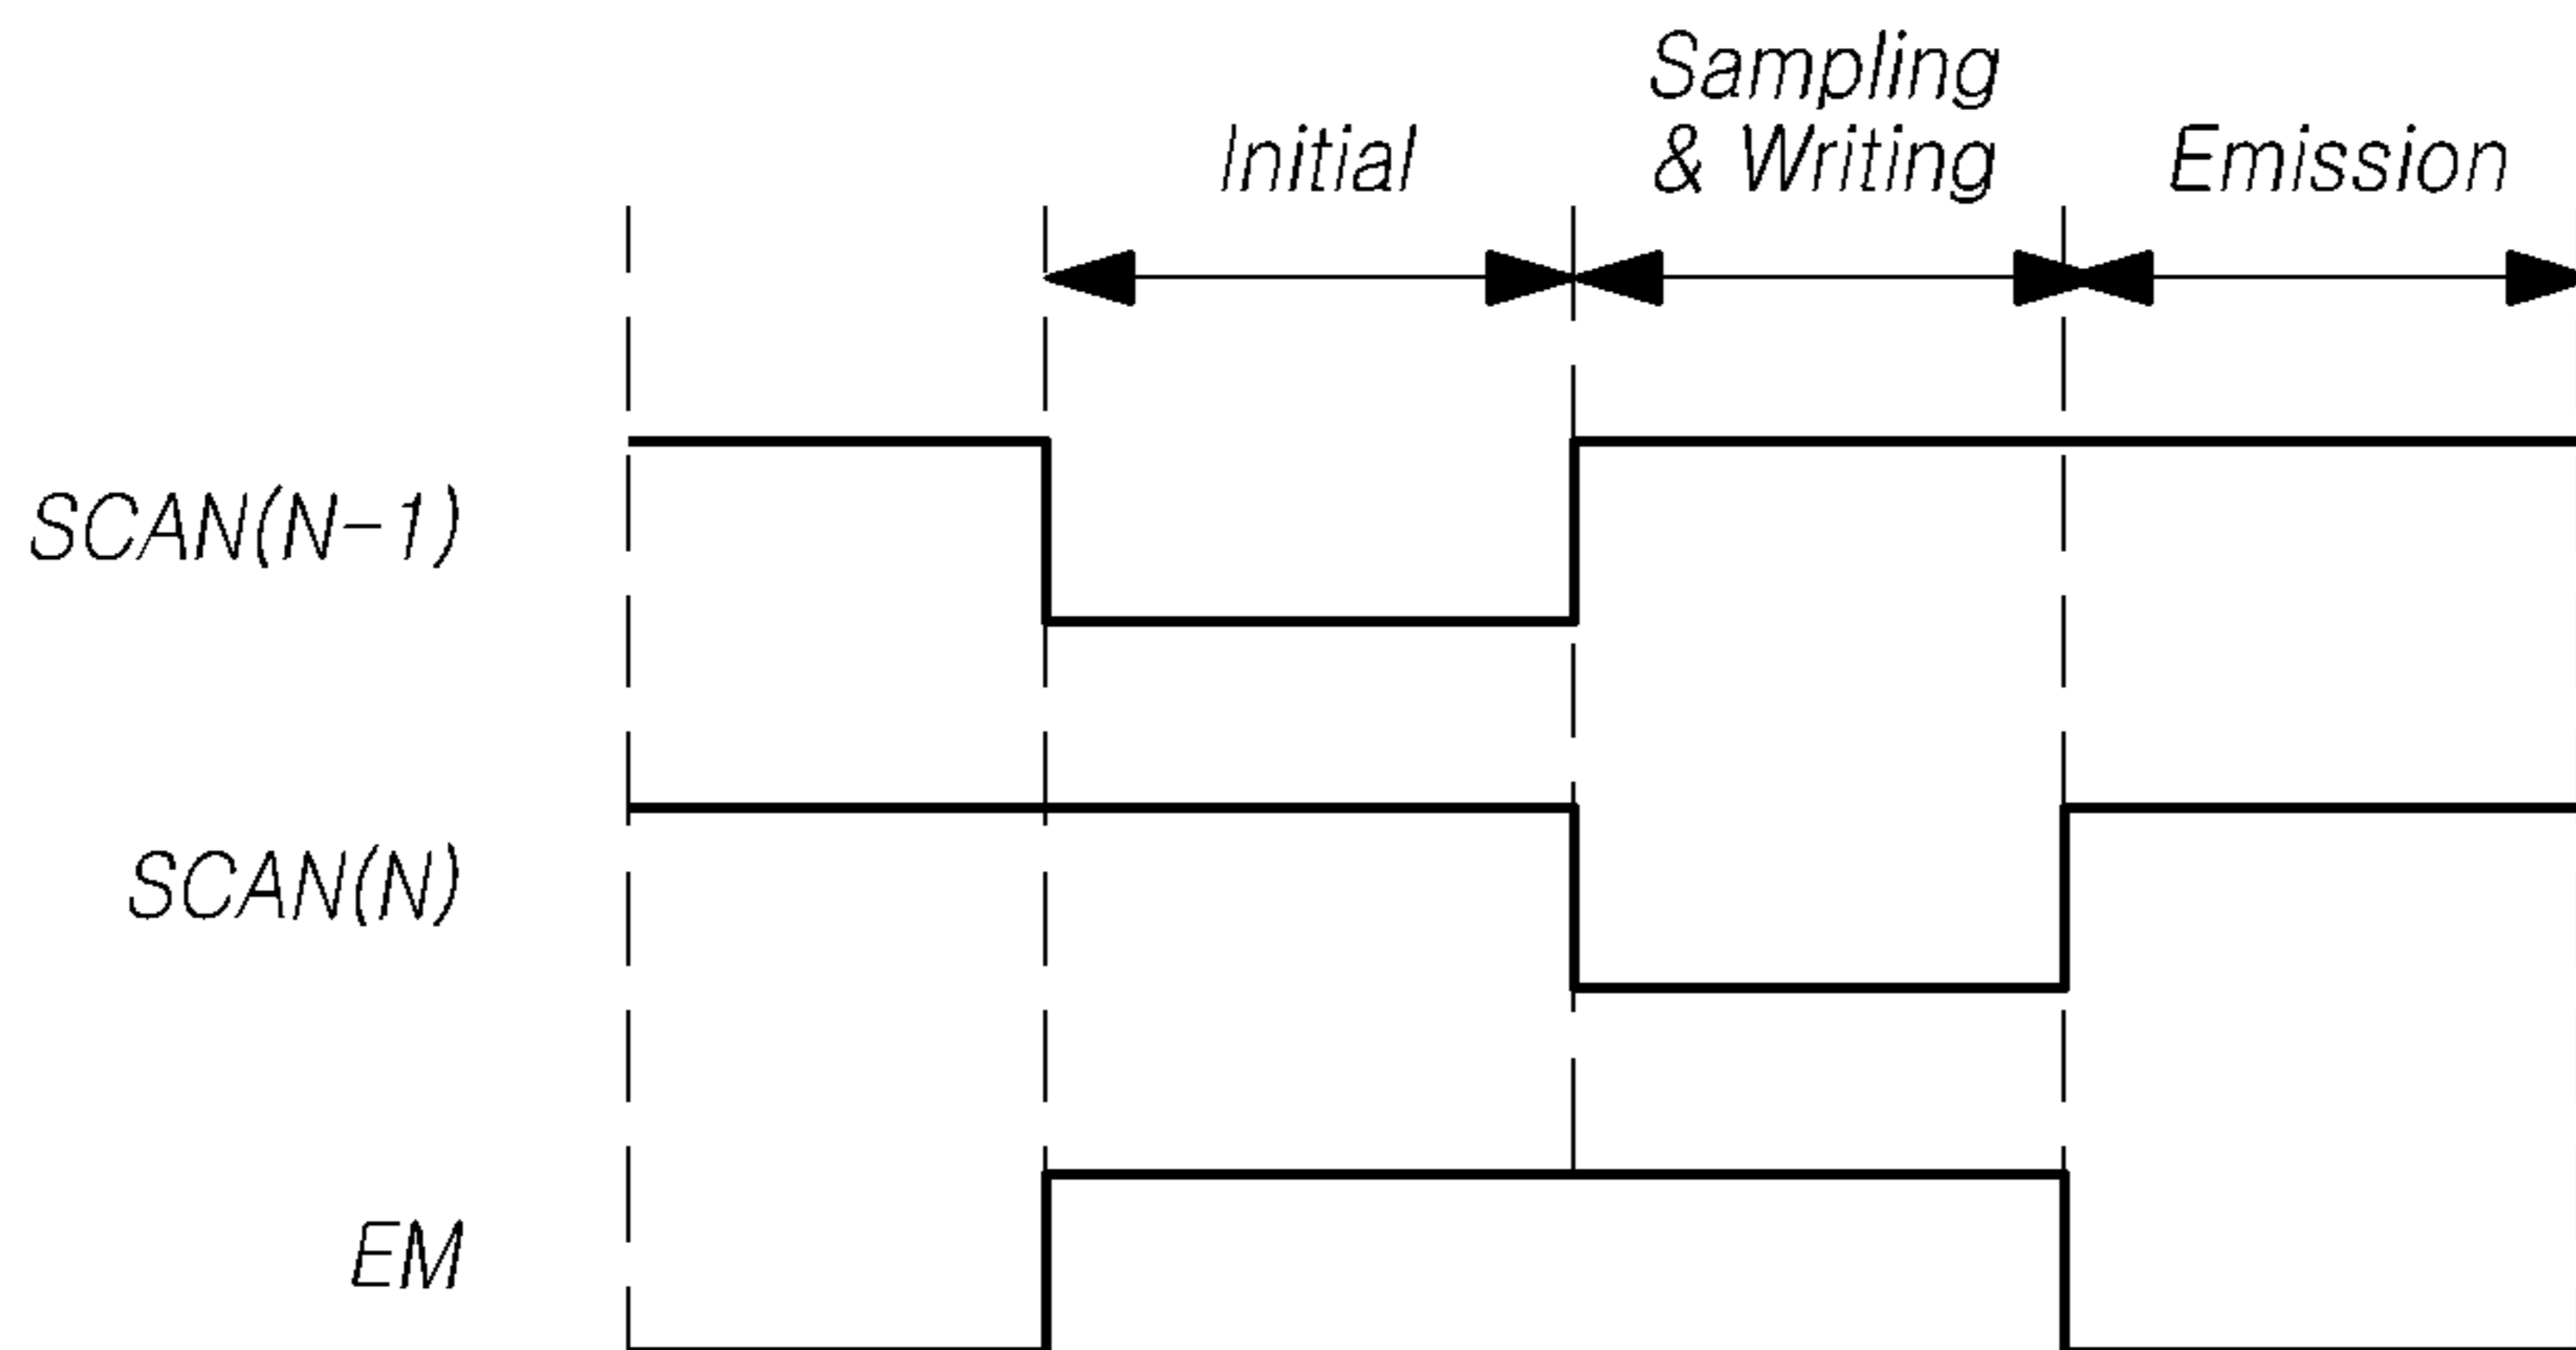 Initial
Sampling
& Writing
Emission
SCAN(N-1)
SCAN(N)
EM